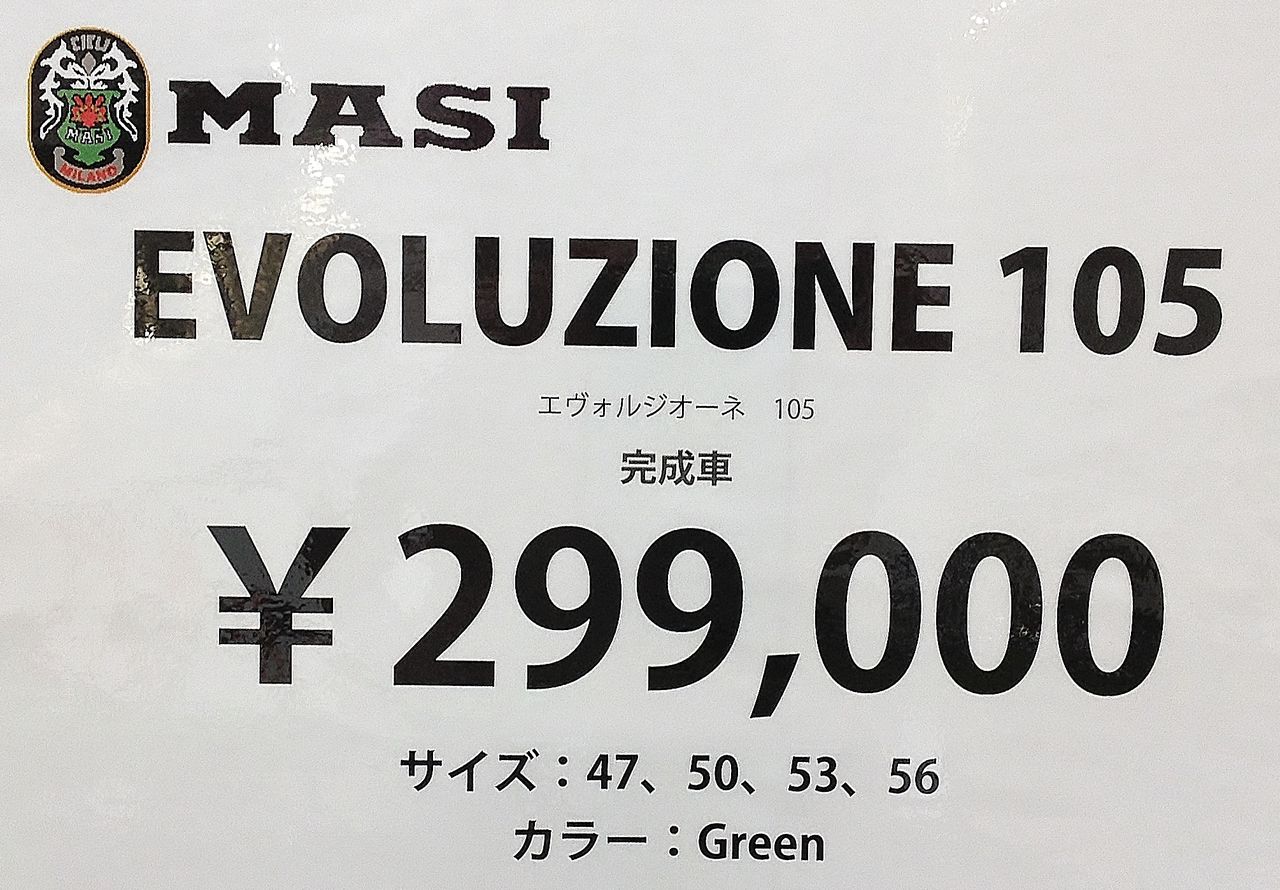 MASI
MASI
MILANO
EVOLUZIONE 105
エヴォルジオーネ　105
完成車
¥299,000
サイズ：47、50、53、56
カラー：Green